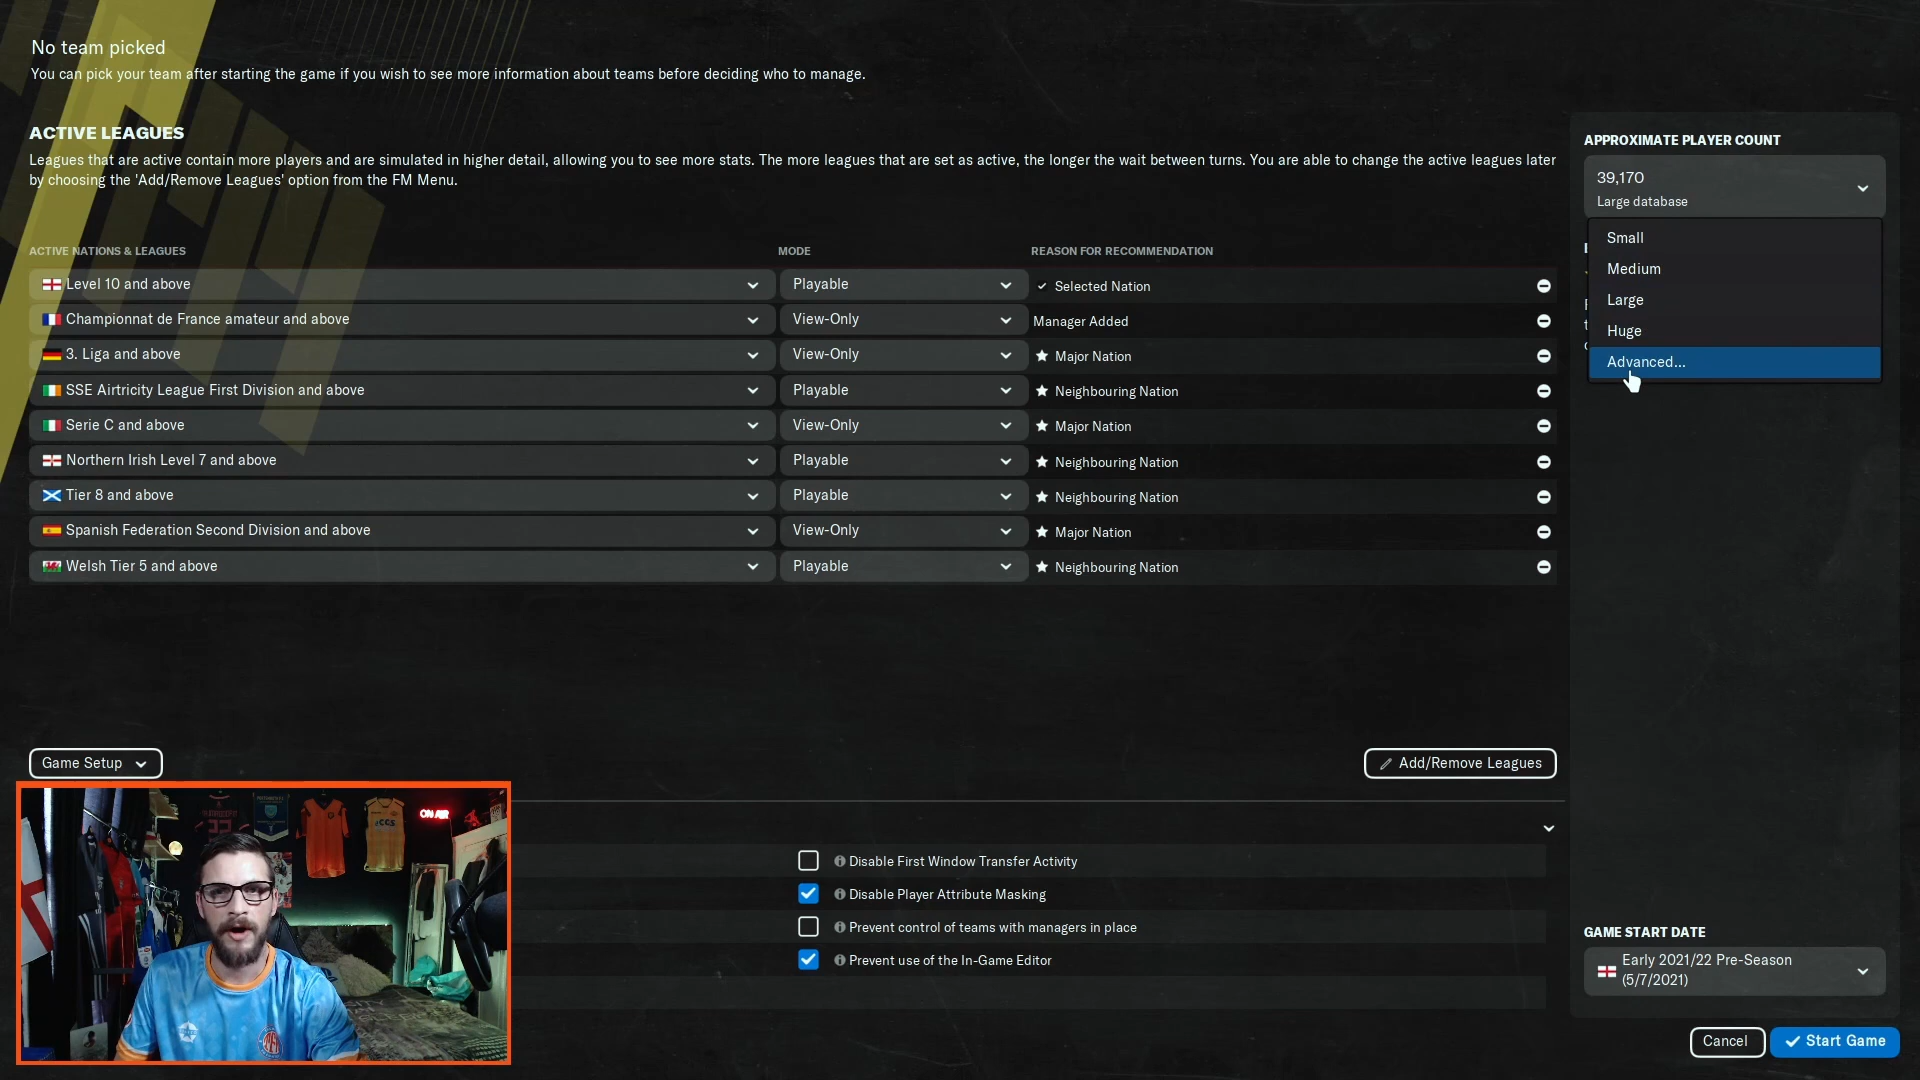 No team picked
You can pick your team after starting the game if you wish to see more information about teams before deciding who to manage.
ACTIVE LEAGUES
Leagues that are active contain more players and are simulated in higher detail, allowing you to see more stats. The more leagues that are set as active, the longer the wait between turns. You are able to change the active leagues later
by choosing the 'Add/Remove Leagues' option from the FM Menu.
ACTIVE NATIONS & LEAGUES MODE REASON FOR RECOMMENDATION
Level 10 and above Playable Selected Nation
Championnat de France amateur and above View-Only Manager Added
3. Liga and above View-Only Major Nation
SSE Airtricity League First Division and above Playable Neighbouring Nation
Serie C and above View-Only Major Nation
Northern Irish Level 7 and above Playable Neighbouring Nation
Tier 8 and above Playable Neighbouring Nation
Spanish Federation Second Division and above View-Only Major Nation
Welsh Tier 5 and above Playable Neighbouring Nation
APPROXIMATE PLAYER COUNT
39,170
Large database
Small
Medium
Large
Huge
Advanced...
Game Setup
Add/Remove Leagues
ON AIR
Disable First Window Transfer Activity
Disable Player Attribute Masking
Prevent control of teams with managers in place
Prevent use of the In-Game Editor
GAME START DATE
Early 2021/22 Pre-Season
(5/7/2021)
Cancel
Start Game